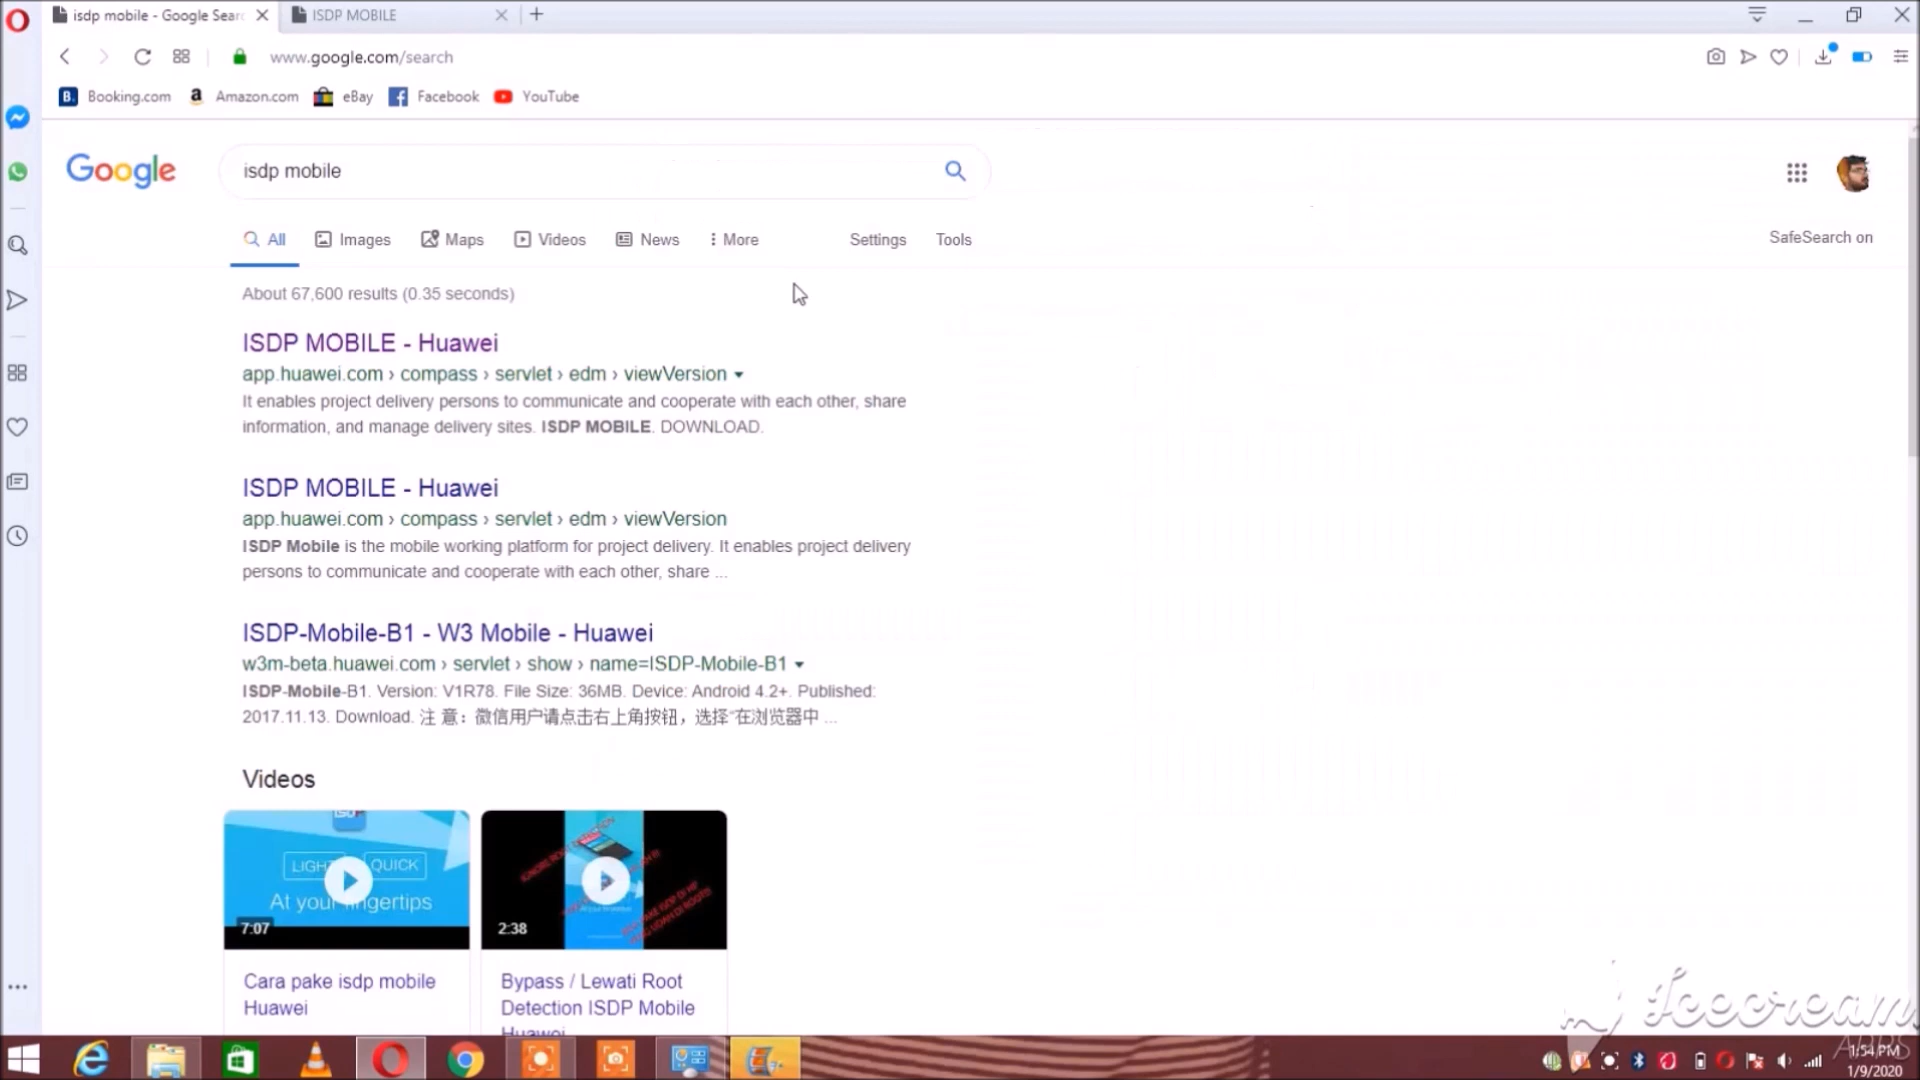 isdp mobile - Google Sear
ISDP MOBILE
www.google.com/search
B. Booking.com
a Amazon.com
eBay
Facebook
YouTube
Google
isdp mobile
All
Images
Maps
Videos
News
More
Settings
Tools
SafeSearch on
About 67,600 results (0.35 seconds)
ISDP MOBILE - Huawei
app.huawei.com › compass › servlet › edm › viewVersion
It enables project delivery persons to communicate and cooperate with each other, share
information, and manage delivery sites. ISDP MOBILE. DOWNLOAD.
ISDP MOBILE - Huawei
app.huawei.com › compass › servlet › edm › viewVersion
ISDP Mobile is the mobile working platform for project delivery. It enables project delivery
persons to communicate and cooperate with each other, share ...
ISDP-Mobile-B1 - W3 Mobile - Huawei
w3m-beta.huawei.com › servlet › show › name=ISDP-Mobile-B1
ISDP-Mobile-B1. Version: V1R78. File Size: 36MB. Device: Android 4.2+. Published:
2017.11.13. Download. 注 意：微信用户请点击右上角按钮，选择“在浏览器中 ...
Videos
LIGHT QUICK
At your fingertips
7:07
2:38
Cara pake isdp mobile
Huawei
Bypass / Lewati Root
Detection ISDP Mobile
Huawei
Icecream
APPS
1:54 PM
1/9/2020